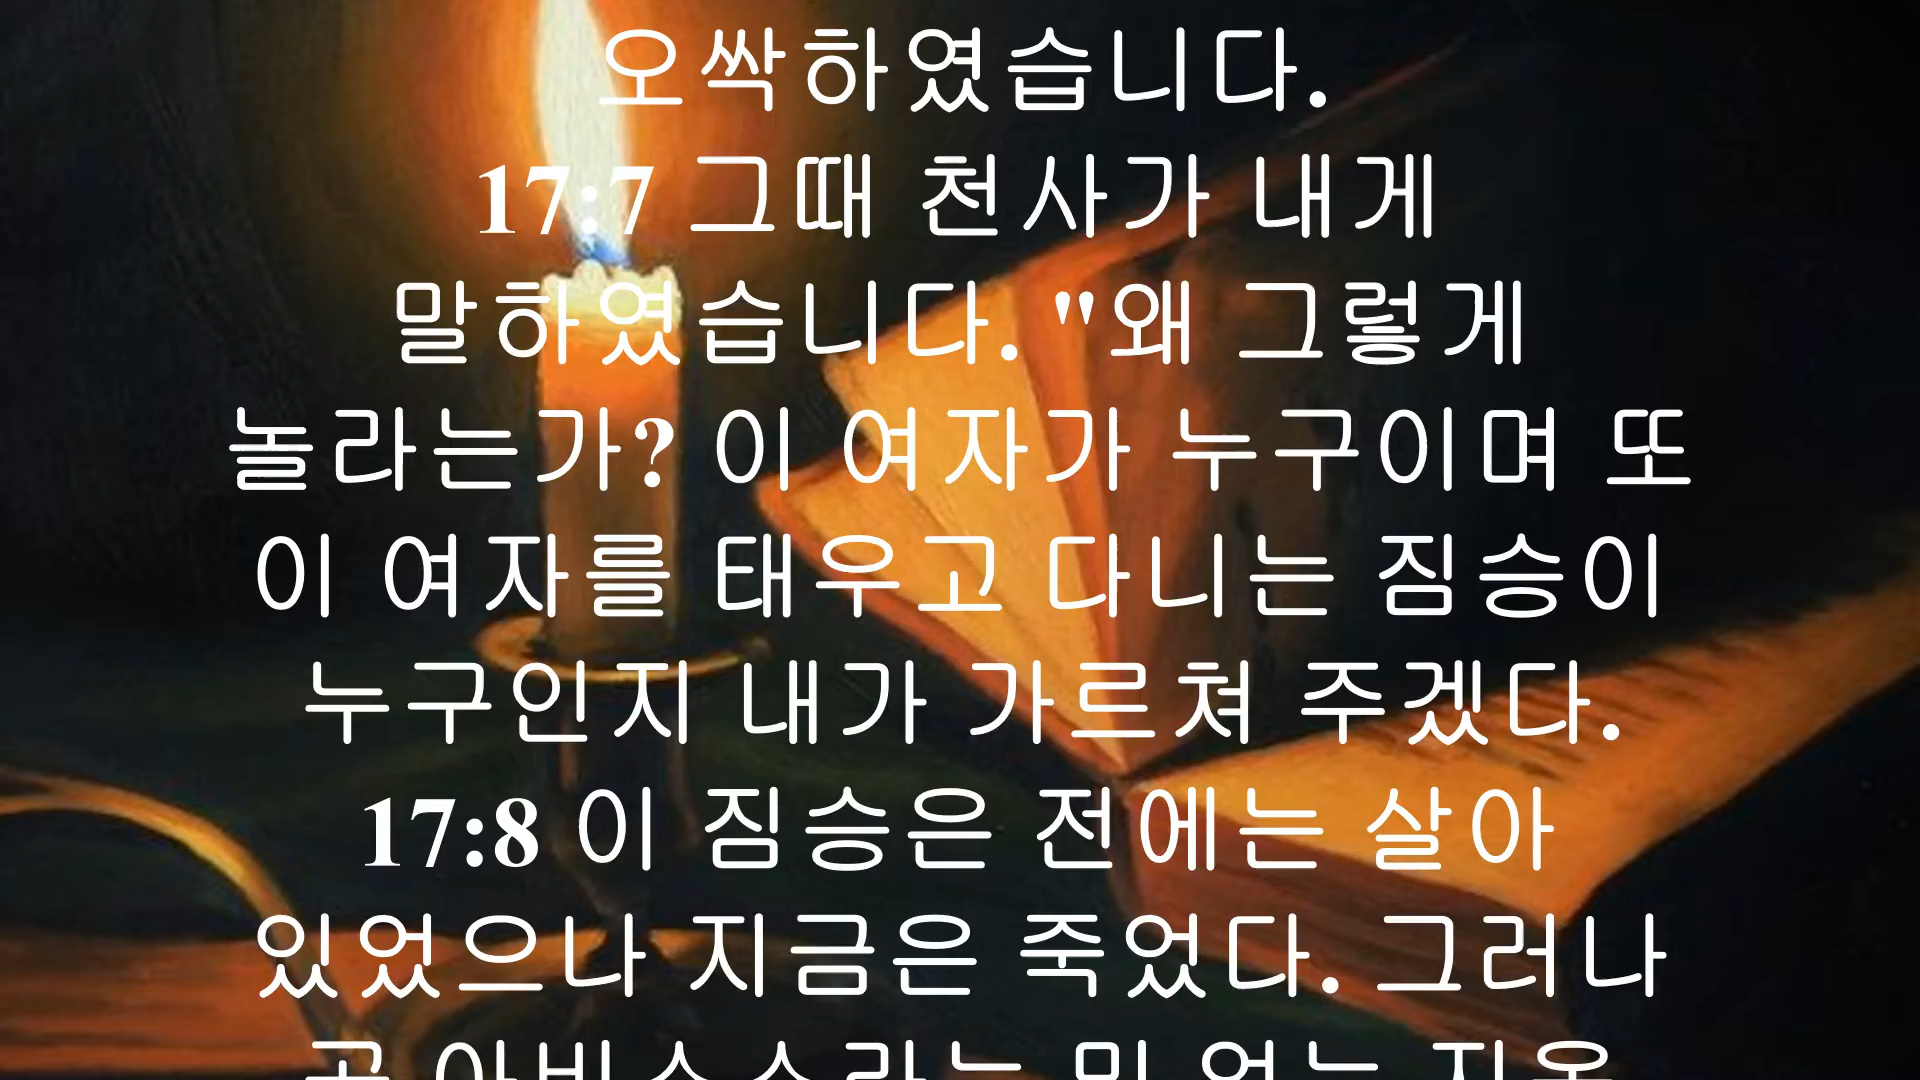 오싹하였습니다.
17:7 그때 천사가 내게
말하였습니다. "왜 그렇게
놀라는가? 이 여자가 누구이며 또
이 여자를 태우고 다니는 짐승이
누구인지 내가 가르쳐 주겠다.
17:8 이 짐승은 전에는 살아
있었으나 지금은 죽었다. 그러나